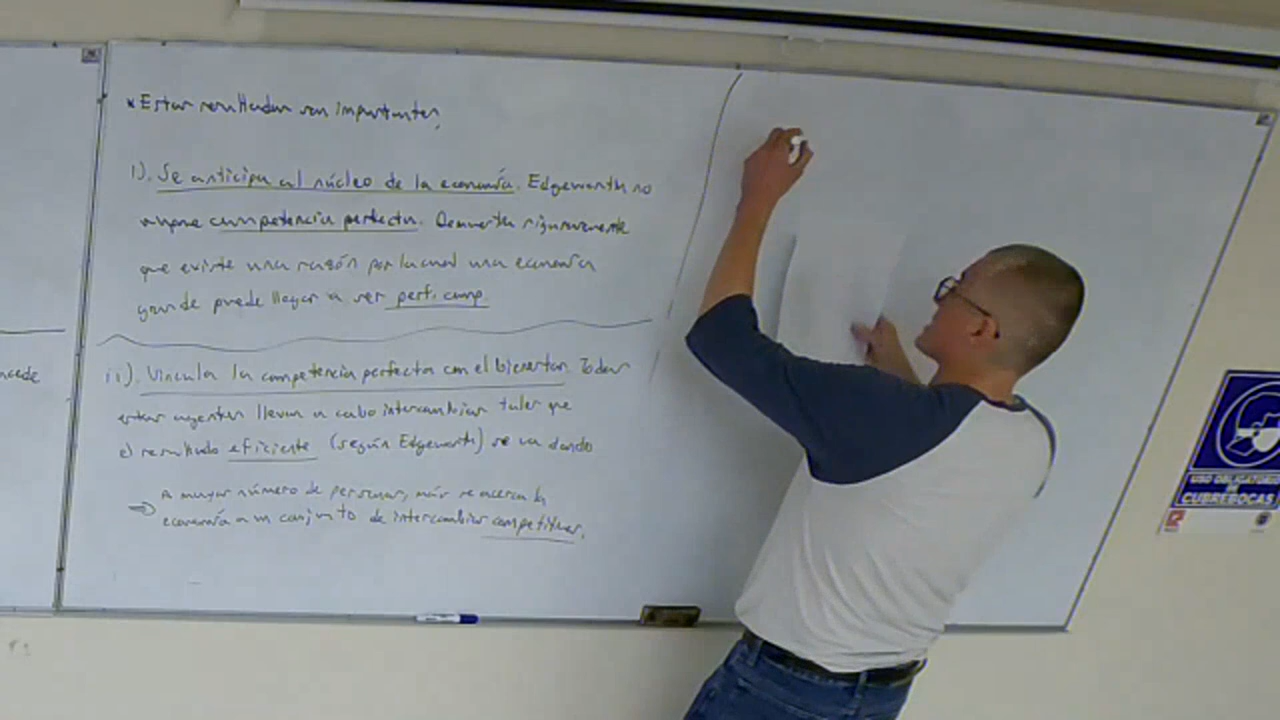 * Estos resultados son importantes,
i). Se anticipa al núcleo de la economía. Edgeworth no
supone competencia perfecta. Demuestra rigurosamente
que existe una razón por la cual una economía
grande puede llegar a ser perf. comp.
ii). Vincula la competencia perfecta con el bienestar. Todos
estos agentes llevan a cabo intercambios tales que
el resultado eficiente (según Edgeworth) se va dando
⇒ A mayor número de personas, más se acerca la
economía a un conjunto de intercambios competitivos.
USO OBLIGATORIO
DE
CUBREBOCAS